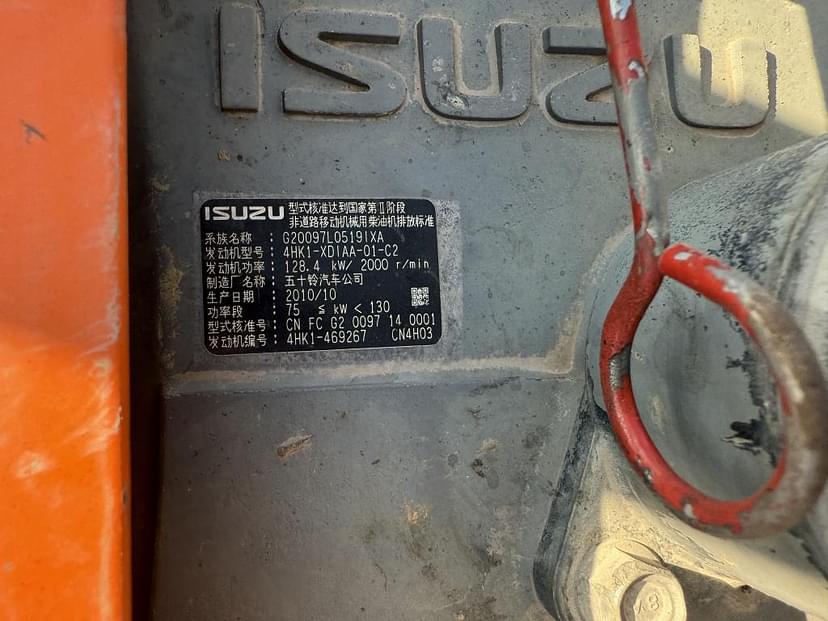 ISUZU
ISUZU 型式核准达到国家第Ⅱ阶段
非道路移动机械用柴油机排放标准
系族名称 : G20097L0519IXA
发动机型号 : 4HK1-XDIAA-01-C2
发动机功率 : 128.4 kW/ 2000 r/min
制造厂名称 : 五十铃汽车公司
生产日期 : 2010/10
功率段 : 75 ≤ kW < 130
型式核准号 : CN FC G2 0097 14 0001
发动机编号 : 4HK1-469267 CN4H03
8